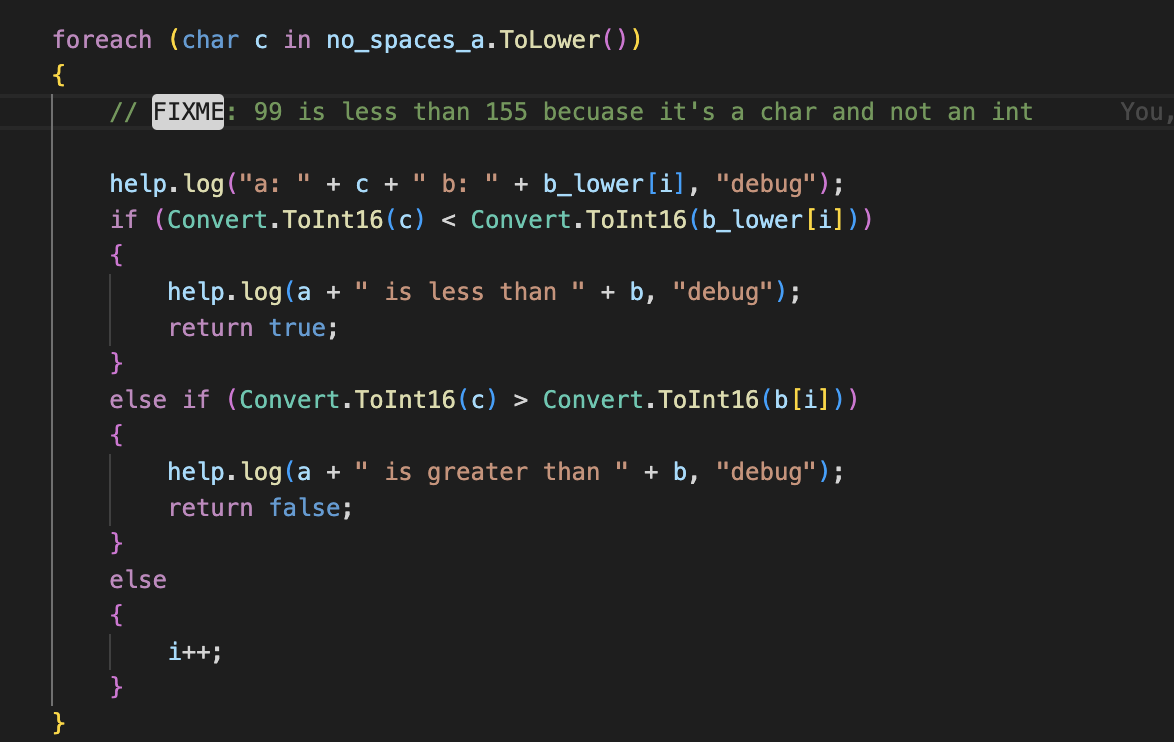 foreach (char c in no_spaces_a.ToLower())
{
// FIXME: 99 is less than 155 becuase it's a char and not an int You,
help.log("a: " + c + " b: " + b_lower[i], "debug");
if (Convert.ToInt16(c) < Convert.ToInt16(b_lower[i]))
{
help.log(a + " is less than " + b, "debug");
return true;
}
else if (Convert.ToInt16(c) > Convert.ToInt16(b[i]))
{
help.log(a + " is greater than " + b, "debug");
return false;
}
else
{
i++;
}
}